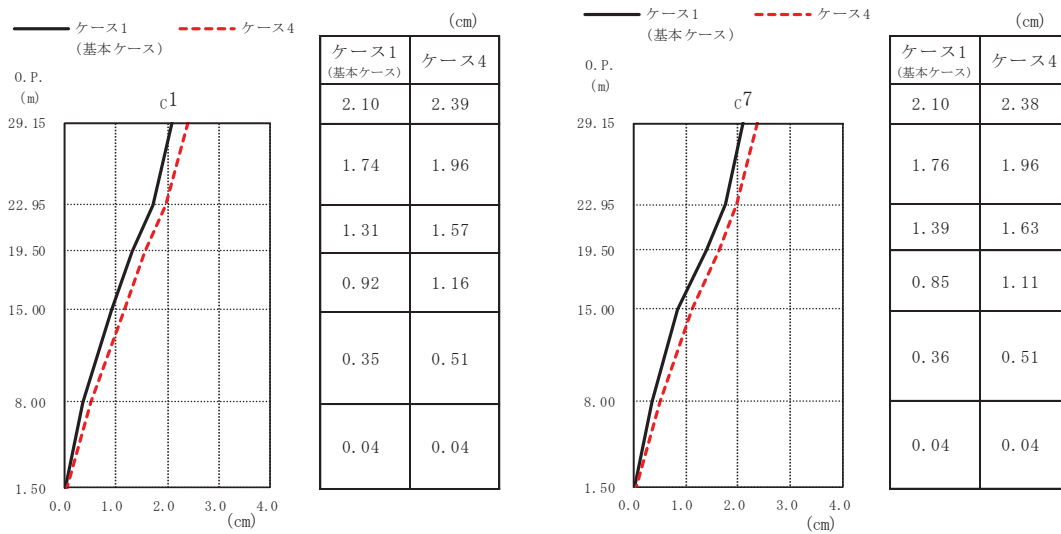 ケース1
(基本ケース)
ケース4
O.P.
(m)
C1
29.15
22.95
19.50
15.00
8.00
1.50
0.0 1.0 2.0 3.0 4.0
(cm)
(cm)
ケース1
(基本ケース)
ケース4
2.10 2.39
1.74 1.96
1.31 1.57
0.92 1.16
0.35 0.51
0.04 0.04
ケース1
(基本ケース)
ケース4
O.P.
(m)
C7
29.15
22.95
19.50
15.00
8.00
1.50
0.0 1.0 2.0 3.0 4.0
(cm)
(cm)
ケース1
(基本ケース)
ケース4
2.10 2.38
1.76 1.96
1.39 1.63
0.85 1.11
0.36 0.51
0.04 0.04